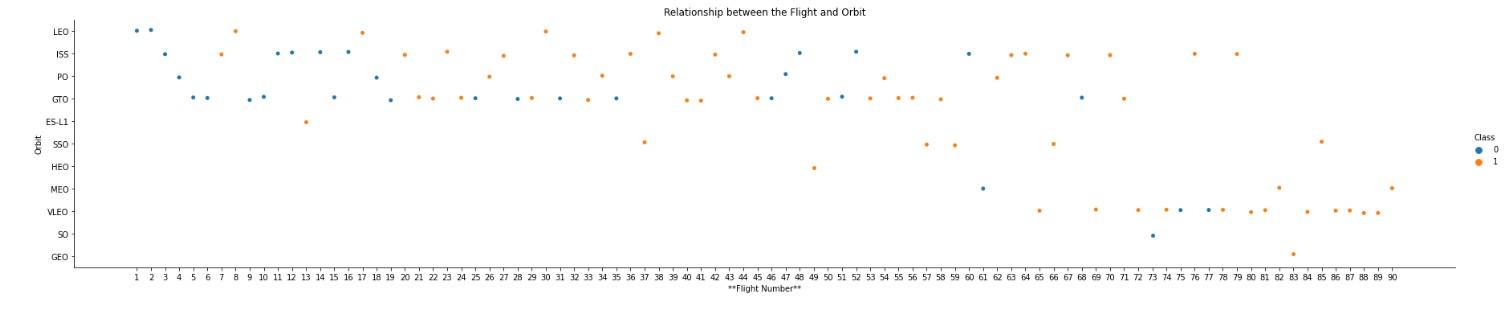 Relationship between the Flight and Orbit
LEO
ISS
PO
GTO
ES-L1
SSO
HEO
MEO
VLEO
SO
GEO
Orbit
Class
0
1
1 2 3 4 5 6 7 8 9 10 11 12 13 14 15 16 17 18 19 20 21 22 23 24 25 26 27 28 29 30 31 32 33 34 35 36 37 38 39 40 41 42 43 44 45 46 47 48 49 50 51 52 53 54 55 56 57 58 59 60 61 62 63 64 65 66 67 68 69 70 71 72 73 74 75 76 77 78 79 80 81 82 83 84 85 86 87 88 89 90
**Flight Number**